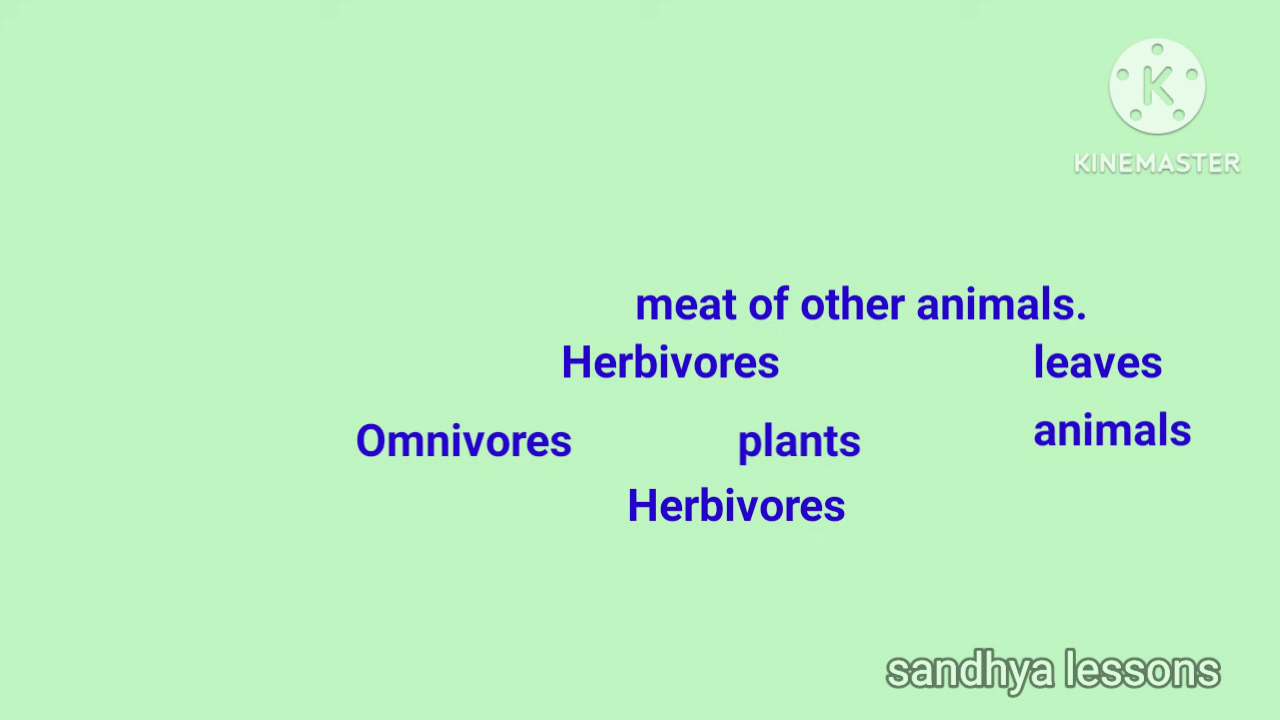 K
KINEMASTER
meat of other animals.
Herbivores leaves
Omnivores plants animals
Herbivores
sandhya lessons